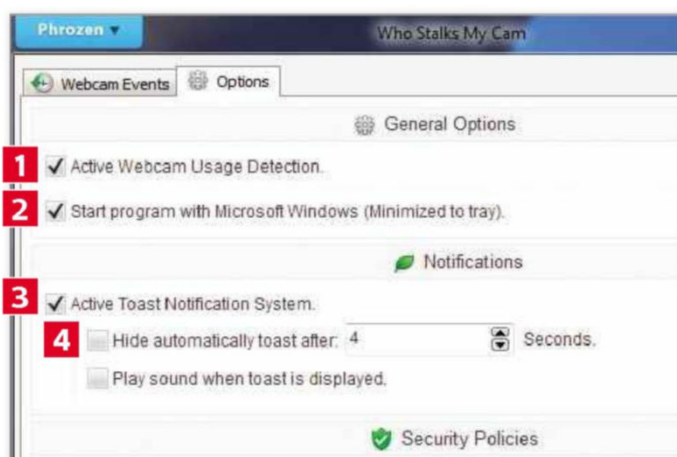 Phrozen
Who Stalks My Cam
Webcam Events Options
General Options
1 Active Webcam Usage Detection.
2 Start program with Microsoft Windows (Minimized to tray).
Notifications
3 Active Toast Notification System.
4 Hide automatically toast after: 4 Seconds.
Play sound when toast is displayed.
Security Policies